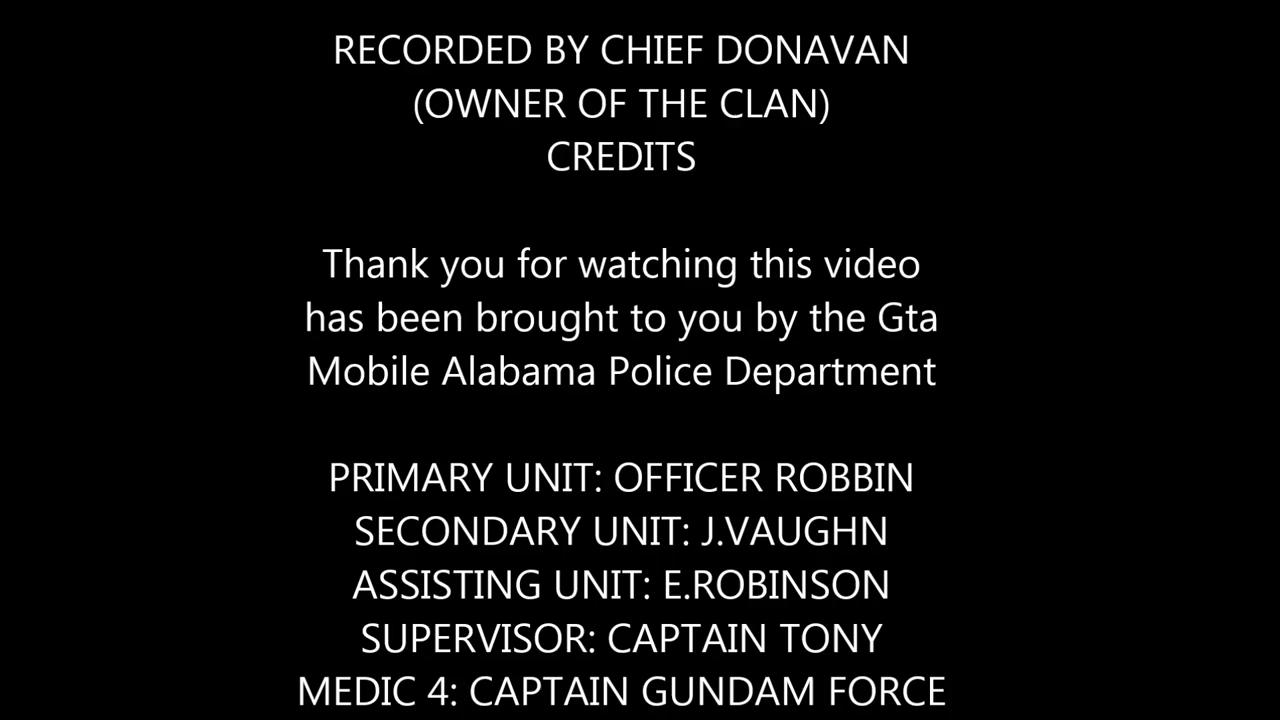 RECORDED BY CHIEF DONAVAN
(OWNER OF THE CLAN)
CREDITS
Thank you for watching this video
has been brought to you by the Gta
Mobile Alabama Police Department
PRIMARY UNIT: OFFICER ROBBIN
SECONDARY UNIT: J.VAUGHN
ASSISTING UNIT: E.ROBINSON
SUPERVISOR: CAPTAIN TONY
MEDIC 4: CAPTAIN GUNDAM FORCE